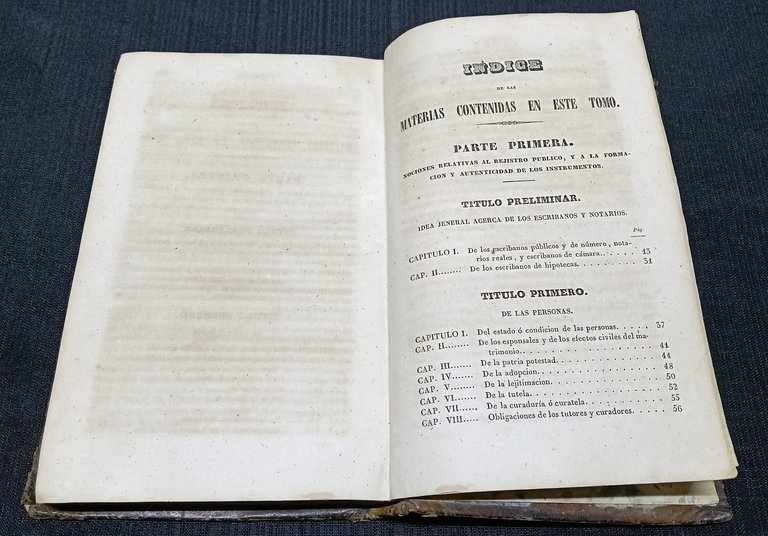 INDICE
DE LAS
MATERIAS CONTENIDAS EN ESTE TOMO.
PARTE PRIMERA.
NOCIONES RELATIVAS AL REJISTRO PUBLICO, Y A LA FORMA-
CION Y AUTENTICIDAD DE LOS INSTRUMENTOS.
TITULO PRELIMINAR.
IDEA JENERAL ACERCA DE LOS ESCRIBANOS Y NOTARIOS.
Pág.
CAPITULO I. De los escribanos públicos y de número, nota-
rios reales, y escribanos de cámara. . . . . . 13
CAP. II........ De los escribanos de hipotecas. . . . . . . . . 31
TITULO PRIMERO.
DE LAS PERSONAS.
CAPITULO I. Del estado ó condicion de las personas. . . . . 37
CAP. II........ De los esponsales y de los efectos civiles del ma-
trimonio. . . . . . . . . . . . . . . . 41
CAP. III....... De la patria potestad. . . . . . . . . . . . 44
CAP. IV....... De la adopcion. . . . . . . . . . . . . . 48
CAP. V........ De la lejitimacion. . . . . . . . . . . . . 50
CAP. VI....... De la tutela. . . . . . . . . . . . . . . 52
CAP. VII...... De la curaduría ó curatela. . . . . . . . . . 55
CAP. VIII..... Obligaciones de los tutores y curadores. . . . . 56